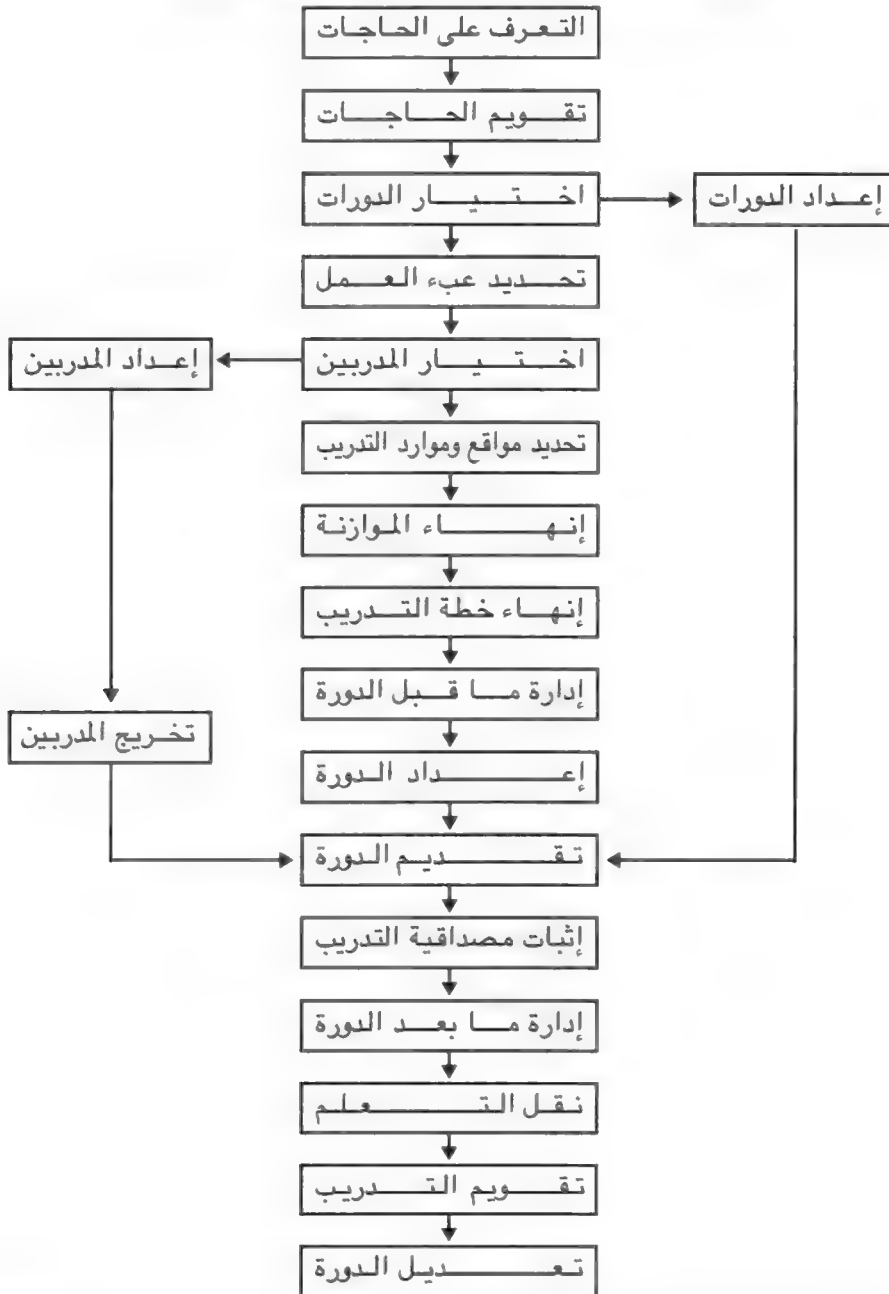 التعرف على الحاجات
تقويم الحاجات
اختيار الدورات
إعداد الدورات
تحديد عبء العمل
اختيار المدربين
إعداد المدربين
تحديد مواقع وموارد التدريب
إنهاء الموازنة
إنهاء خطة التدريب
إدارة ما قبل الدورة
تخريج المدربين
إعداد الدورة
تقديم الدورة
إثبات مصداقية التدريب
إدارة ما بعد الدورة
نقل التعلم
تقويم التدريب
تعديل الدورة